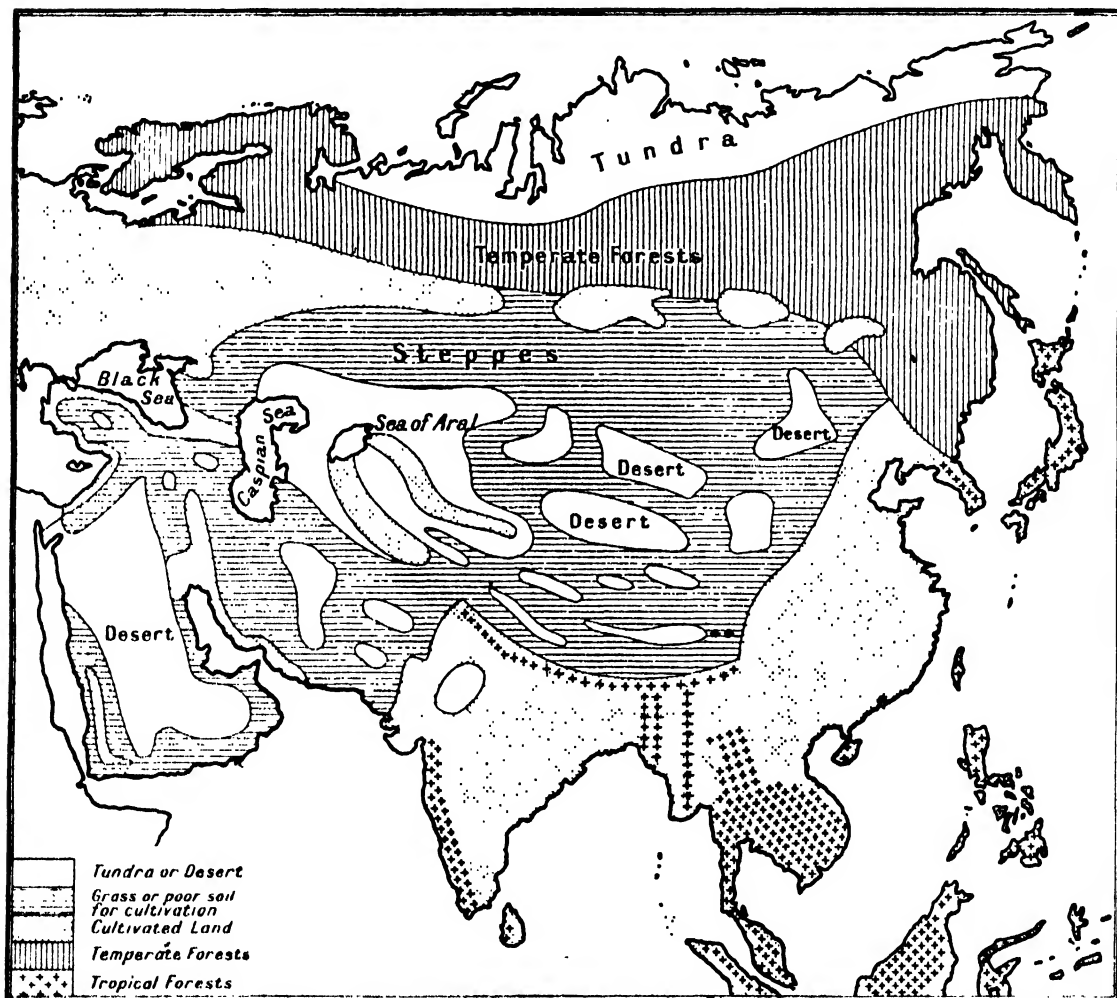 Tundra
Temperate Forests
Steppes
Black
Sea
Caspian Sea
Sea of Aral
Desert
Desert
Desert
Desert
Tundra or Desert
Grass or poor soil
for cultivation
Cultivated Land
Temperate Forests
Tropical Forests